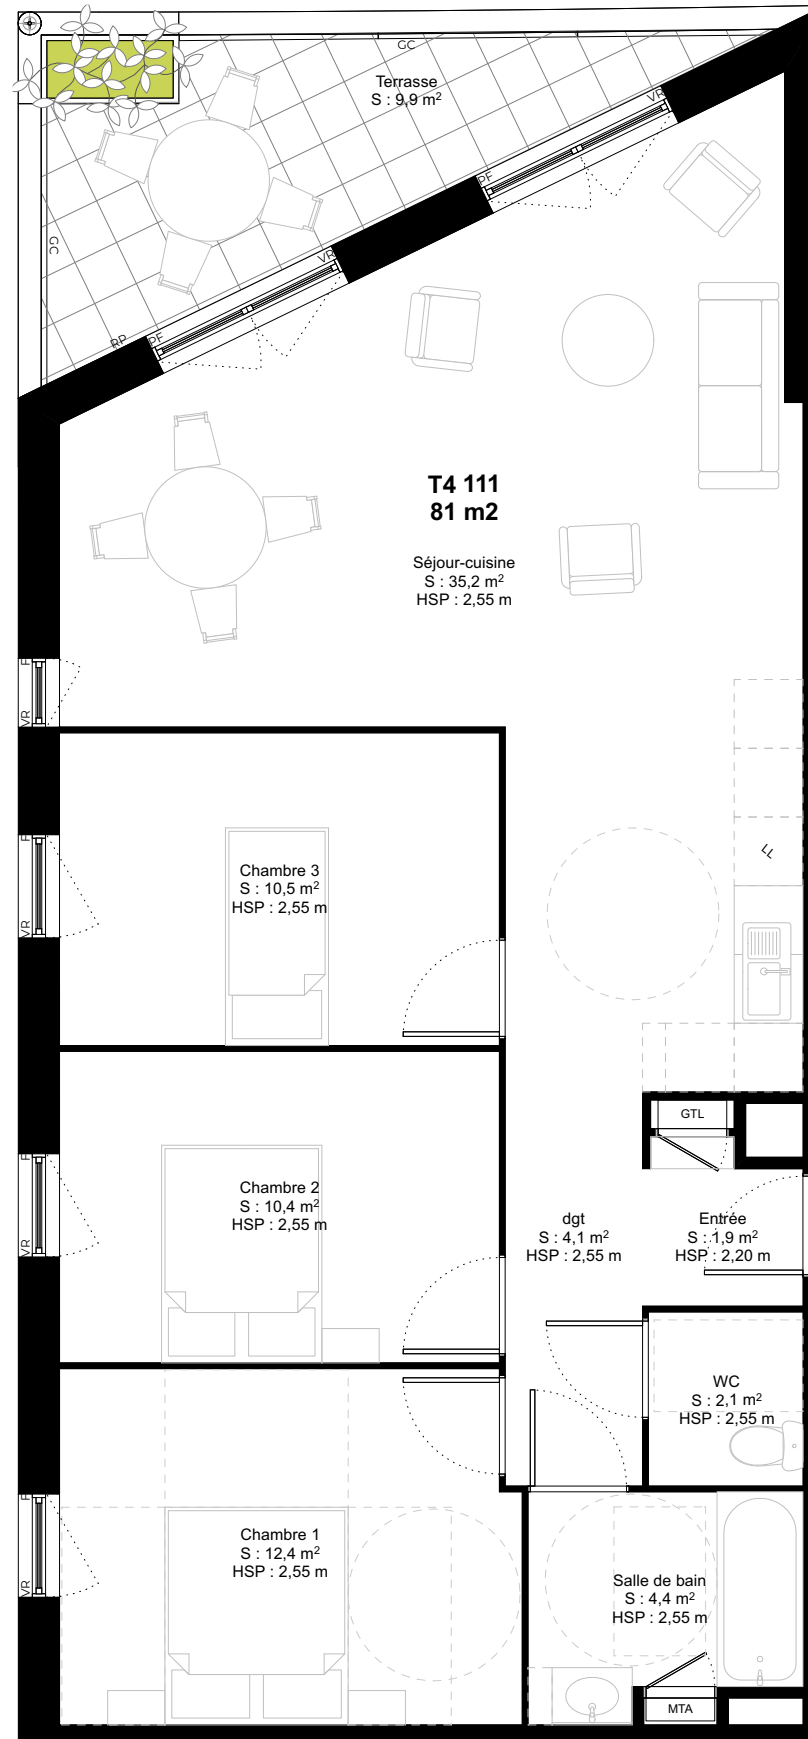 GC
Terrasse
S : 9,9 m²
VR
PF
GC
VR
RP
PF
T4 111
81 m2
Séjour-cuisine
S : 35,2 m²
HSP : 2,55 m
F
VR
LL
F
Chambre 3
S : 10,5 m²
HSP : 2,55 m
VR
GTL
F
Chambre 2
S : 10,4 m²
HSP : 2,55 m
VR
dgt
S : 4,1 m²
HSP : 2,55 m
Entrée
S : 1,9 m²
HSP : 2,20 m
WC
S : 2,1 m²
HSP : 2,55 m
F
Chambre 1
S : 12,4 m²
HSP : 2,55 m
VR
Salle de bain
S : 4,4 m²
HSP : 2,55 m
MTA